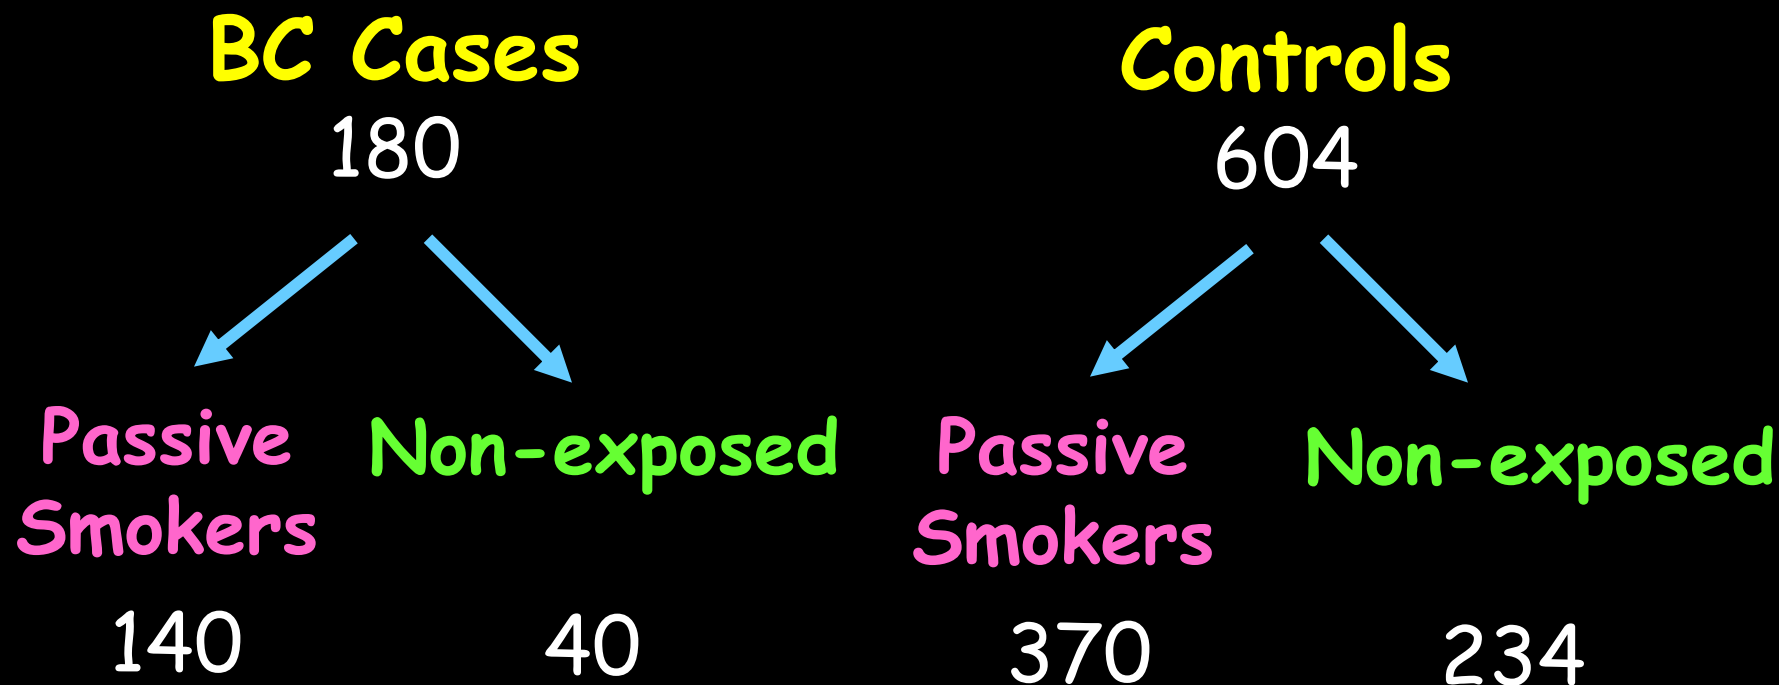 BC Cases
180
Passive
Smokers
Non-exposed
140
40
Controls
604
Passive
Smokers
Non-exposed
370
234